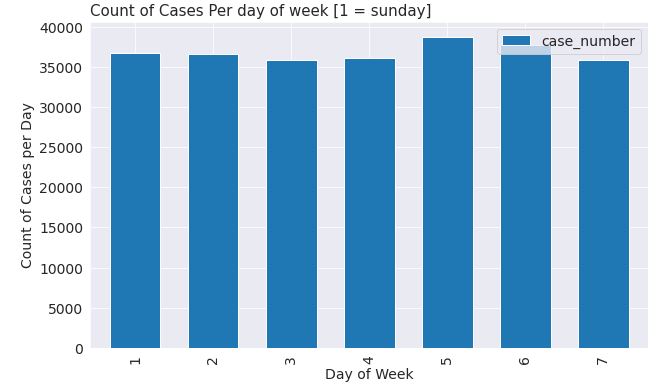 Count of Cases Per day of week [1 = sunday]
case_number
40000
35000
30000
25000
20000
15000
10000
5000
0
Count of Cases per Day
1 2 3 4 5 6 7
Day of Week